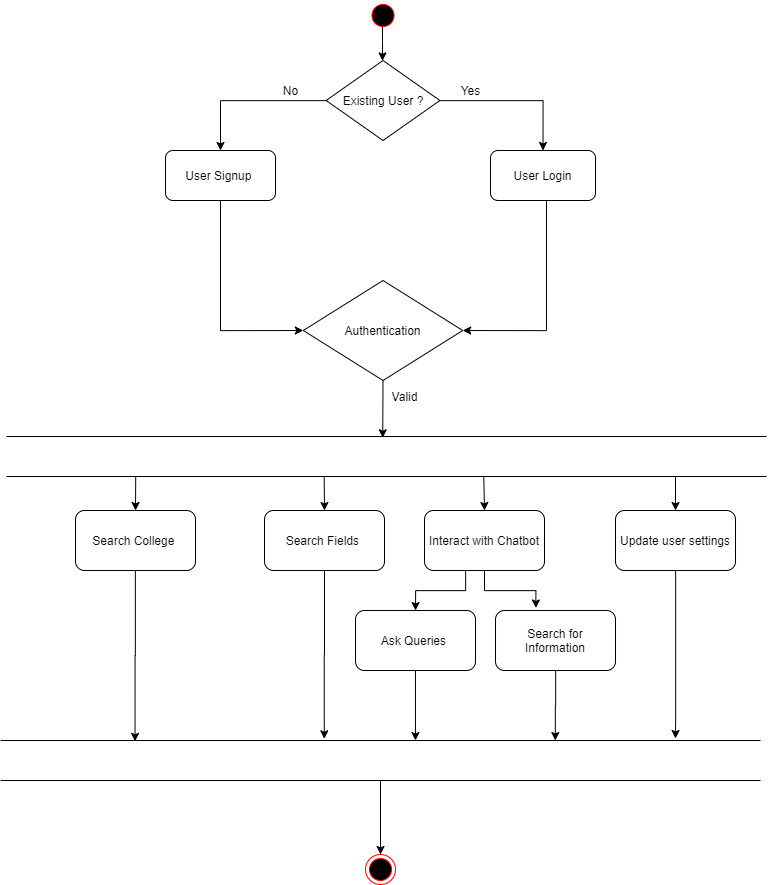 No
Existing User ?
Yes
User Signup
User Login
Authentication
Valid
Search College
Search Fields
Interact with Chatbot
Update user settings
Ask Queries
Search for
Information